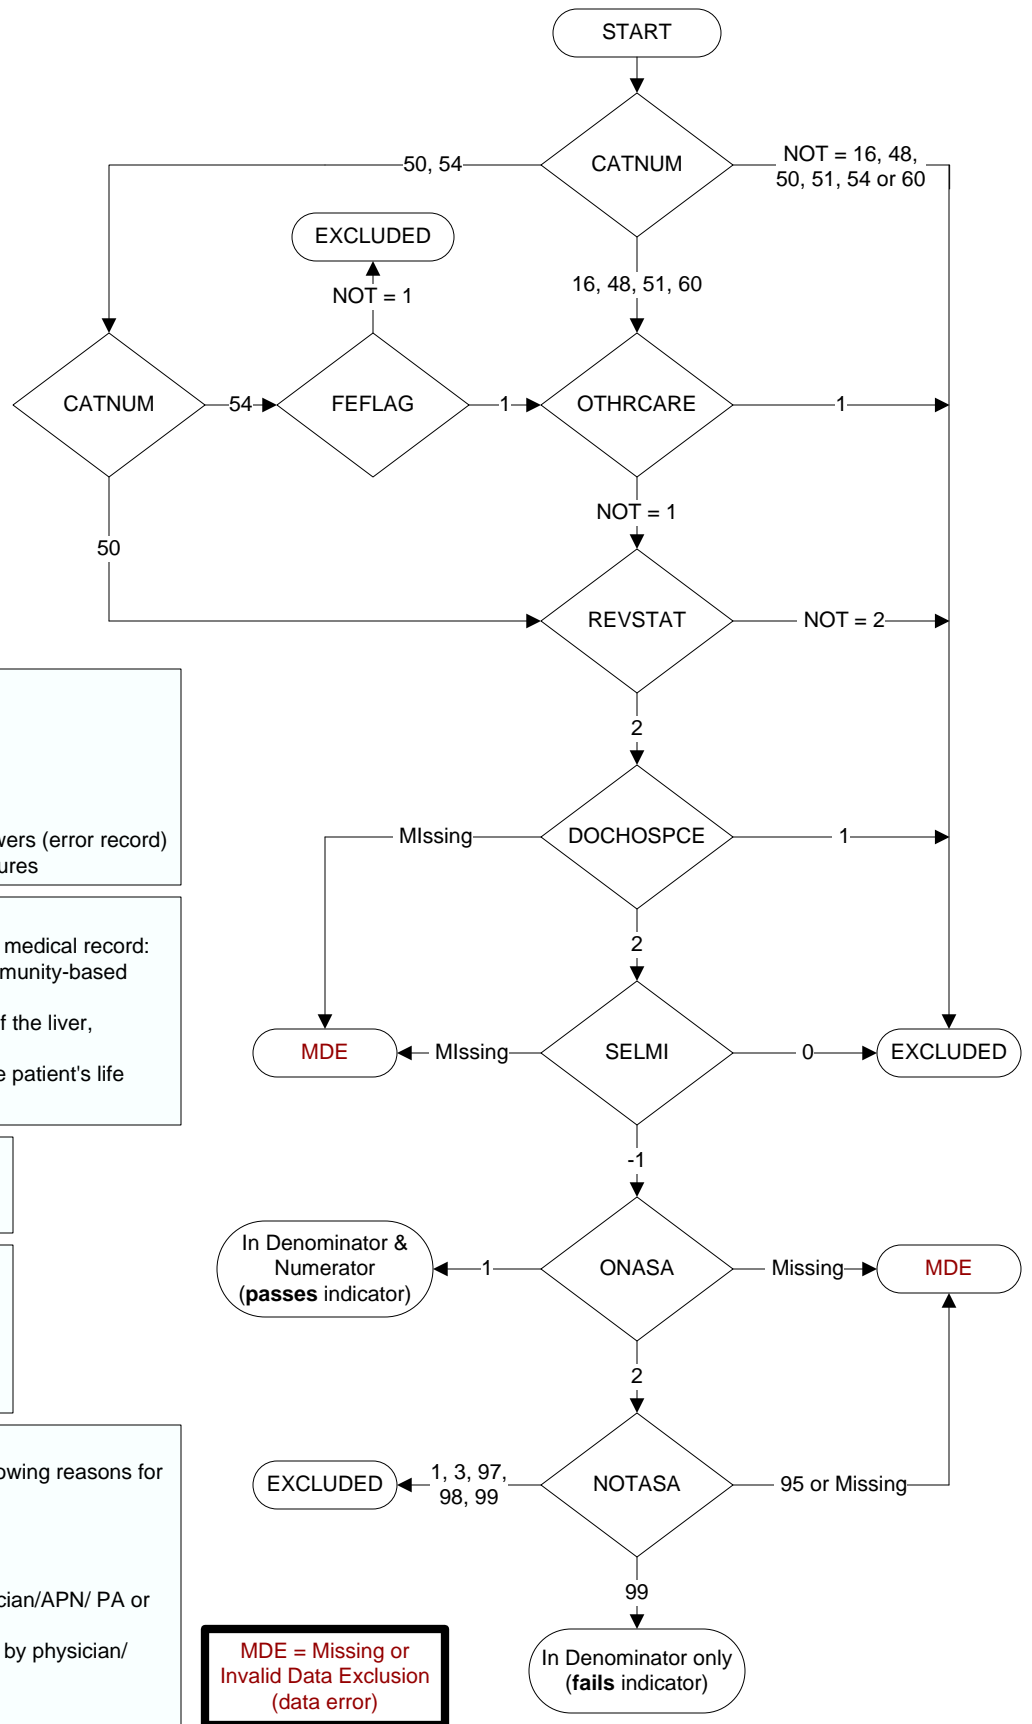 START
CATNUM
50, 54
NOT = 16, 48,
50, 51, 54 or 60
EXCLUDED
NOT = 1
16, 48, 51, 60
CATNUM
54
FEFLAG
1
OTHRCARE
1
NOT = 1
50
REVSTAT
NOT = 2
2
wers (error record)
ures
MIssing
DOCHOSPCE
1
medical record:
munity-based
f the liver,
e patient's life
2
MDE
MIssing
SELMI
0
EXCLUDED
-1
In Denominator &
Numerator
(passes indicator)
1
ONASA
Missing
MDE
2
owing reasons for
cian/APN/ PA or
by physician/
EXCLUDED
1, 3, 97,
98, 99
NOTASA
95 or Missing
99
MDE = Missing or
Invalid Data Exclusion
(data error)
In Denominator only
(fails indicator)